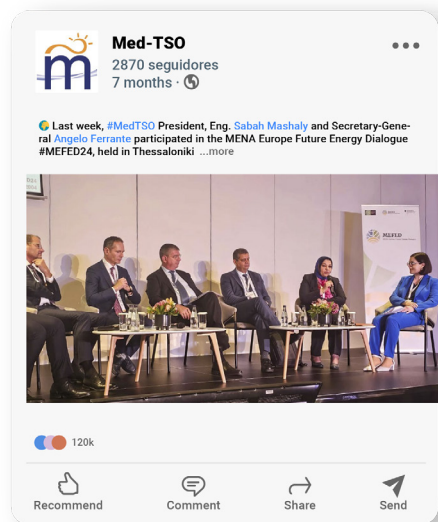 Med-TSO
2870 seguidores
7 months ·
Last week, #MedTSO President, Eng. Sabah Mashaly and Secretary-Gene-
ral Angelo Ferrante participated in the MENA Europe Future Energy Dialogue
#MEFED24, held in Thessaloniki ...more
MEFED
120k
Recommend
Comment
Share
Send